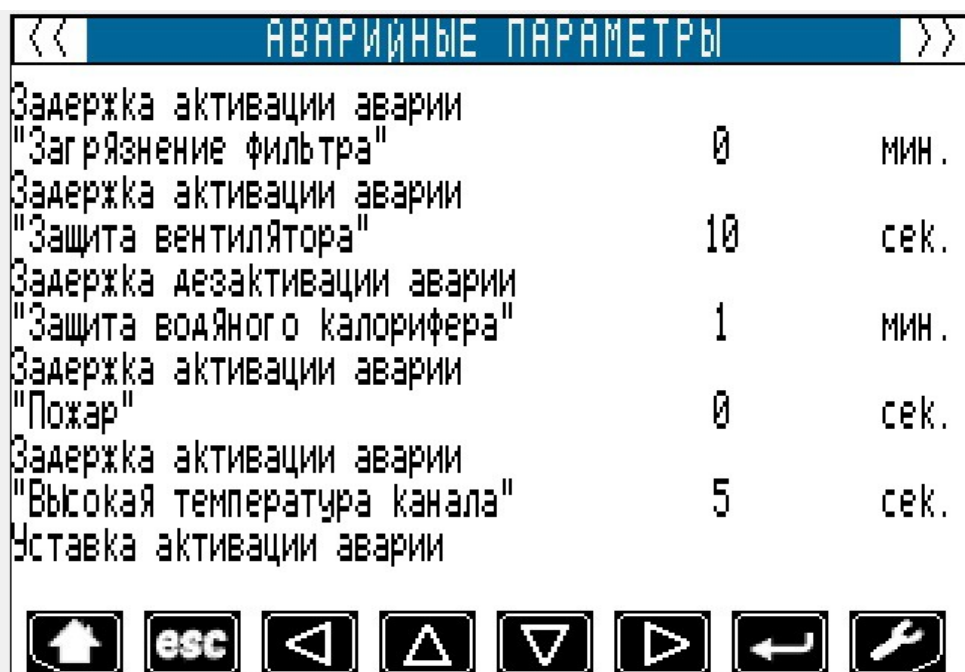 << АВАРИЙНЫЕ ПАРАМЕТРЫ >>
Задержка активации аварии
"Загрязнение фильтра" 0 мин.
Задержка активации аварии
"Защита вентилятора" 10 сек.
Задержка дезактивации аварии
"Защита водяного калорифера" 1 мин.
Задержка активации аварии
"Пожар" 0 сек.
Задержка активации аварии
"Высокая температура канала" 5 сек.
Уставка активации аварии
esc